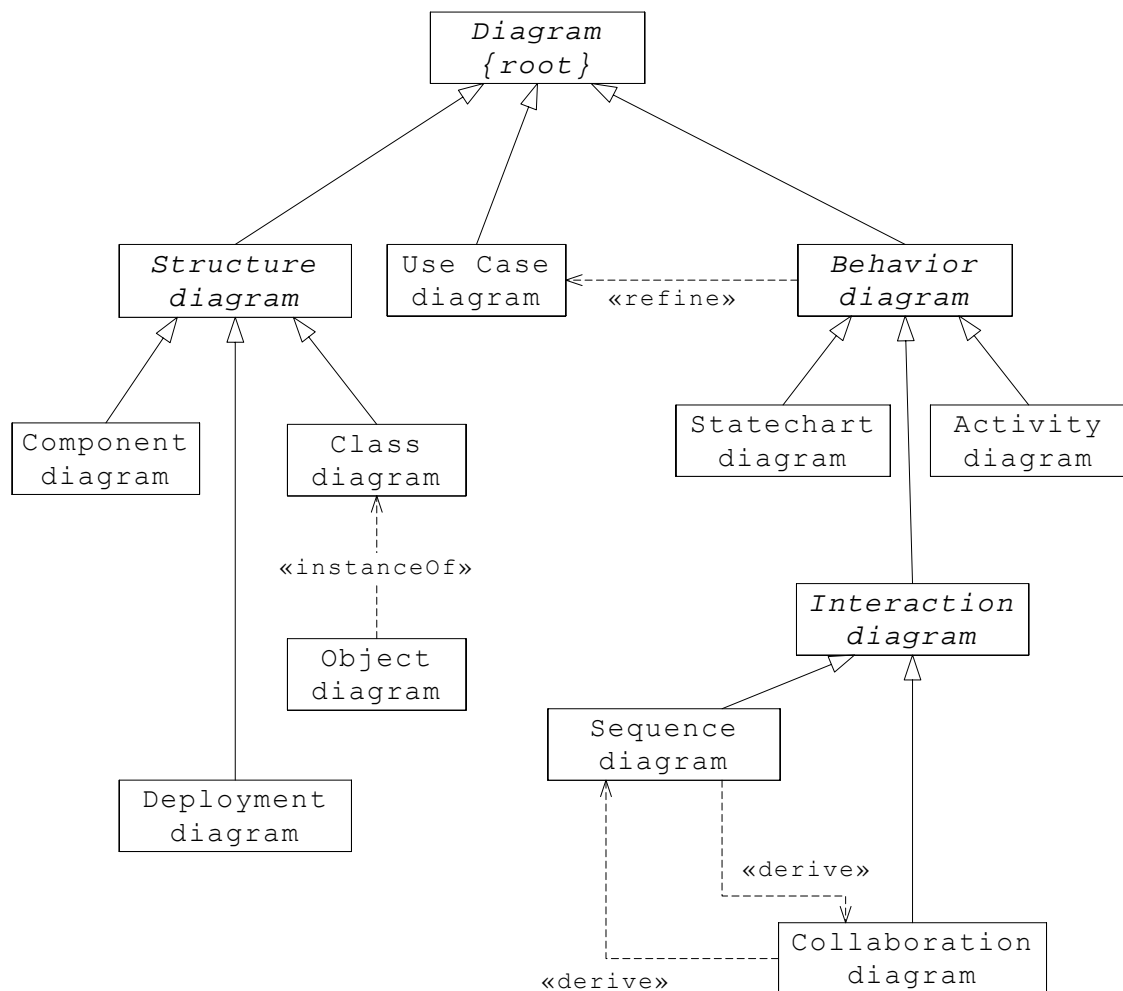 Diagram
{root}
Structure
diagram
Use Case
diagram
Behavior
diagram
«refine»
Component
diagram
Class
diagram
Statechart
diagram
Activity
diagram
«instanceOf»
Object
diagram
Interaction
diagram
Sequence
diagram
Deployment
diagram
«derive»
Collaboration
diagram
«derive»